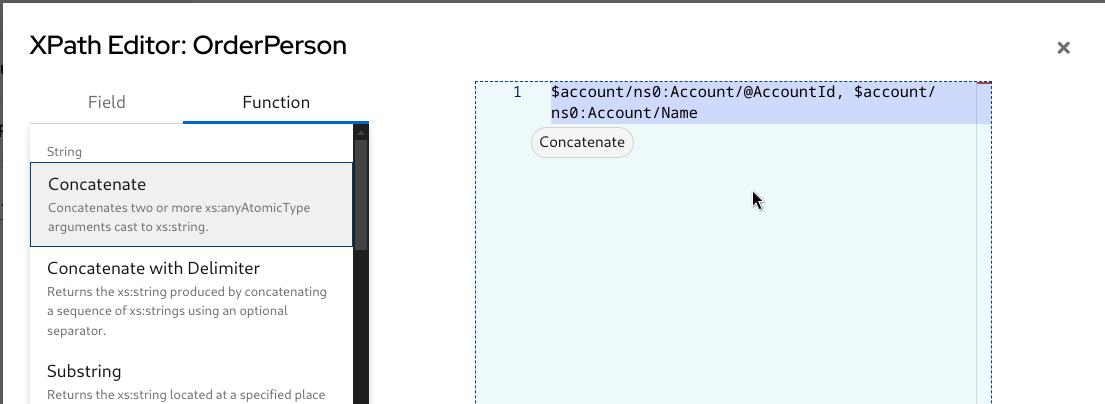 XPath Editor: OrderPerson
Field
Function
String
Concatenate
Concatenates two or more xs:anyAtomicType
arguments cast to xs:string.
Concatenate with Delimiter
Returns the xs:string produced by concatenating
a sequence of xs:strings using an optional
separator.
Substring
Returns the xs:string located at a specified place
1 $account/ns0:Account/@AccountId, $account/
ns0:Account/Name
Concatenate